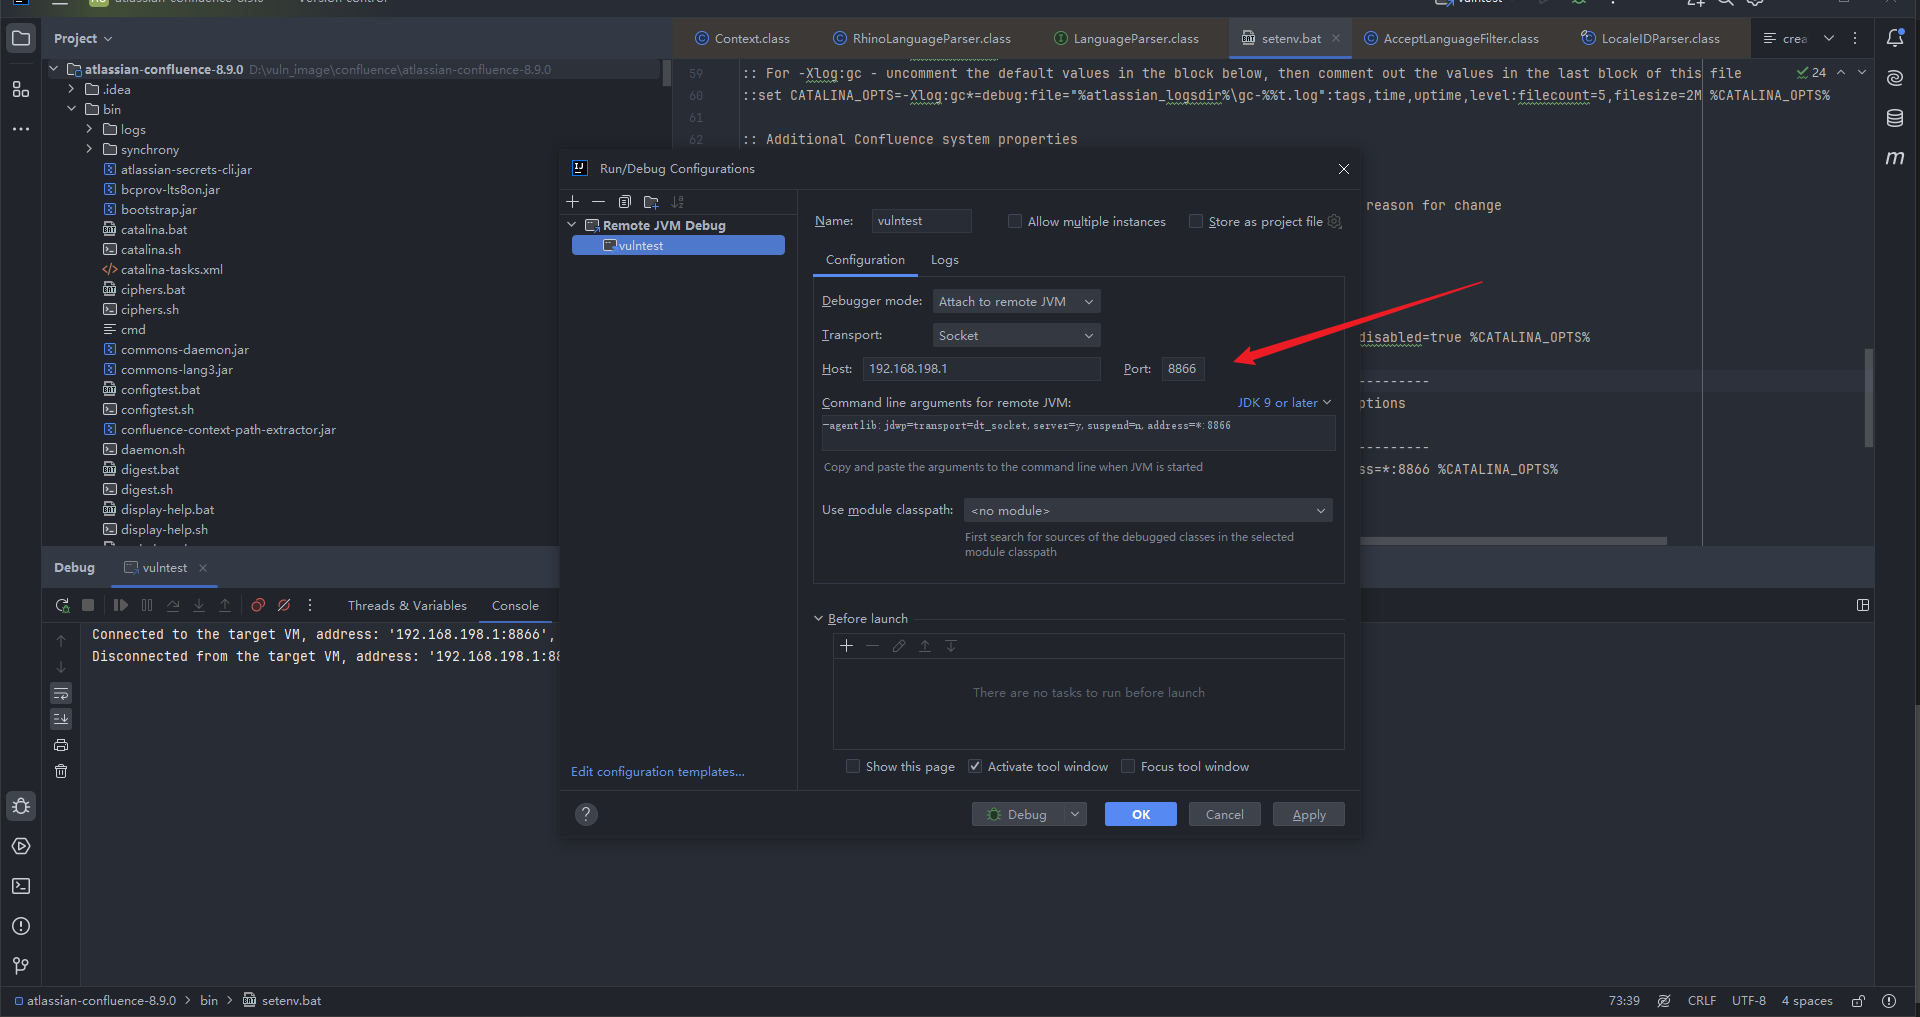 Project
Context.class
RhinoLanguageParser.class
LanguageParser.class
setenv.bat
AcceptLanguageFilter.class
LocaleIDParser.class
crea
atlassian-confluence-8.9.0 D:\vuln_image\confluence\atlassian-confluence-8.9.0
.idea
bin
logs
synchrony
atlassian-secrets-cli.jar
bcprov-lts8on.jar
bootstrap.jar
catalina.bat
catalina.sh
catalina-tasks.xml
ciphers.bat
ciphers.sh
cmd
commons-daemon.jar
commons-lang3.jar
configtest.bat
configtest.sh
confluence-context-path-extractor.jar
daemon.sh
digest.bat
digest.sh
display-help.bat
display-help.sh
59 :: For -Xlog:gc - uncomment the default values in the block below, then comment out the values in the last block of this file
24
60 ::set CATALINA_OPTS=-Xlog:gc*=debug:file="%atlassian_logsdir%\gc-%%t.log":tags,time,uptime,level:filecount=5,filesize=2M %CATALINA_OPTS%
61
62 :: Additional Confluence system properties
reason for change
disabled=true %CATALINA_OPTS%
----------
ptions
----------
ss=*:8866 %CATALINA_OPTS%
Run/Debug Configurations
Remote JVM Debug
vulntest
Edit configuration templates...
Name: vulntest
Allow multiple instances
Store as project file
Configuration
Logs
Debugger mode: Attach to remote JVM
Transport: Socket
Host: 192.168.198.1 Port: 8866
Command line arguments for remote JVM: JDK 9 or later
-agentlib:jdwp=transport=dt_socket,server=y,suspend=n,address=*:8866
Copy and paste the arguments to the command line when JVM is started
Use module classpath: <no module>
First search for sources of the debugged classes in the selected
module classpath
Before launch
There are no tasks to run before launch
Show this page
Activate tool window
Focus tool window
Debug
OK
Cancel
Apply
Debug
vulntest
Threads & Variables
Console
Connected to the target VM, address: '192.168.198.1:8866',
Disconnected from the target VM, address: '192.168.198.1:88
atlassian-confluence-8.9.0 > bin > setenv.bat
73:39
CRLF
UTF-8
4 spaces